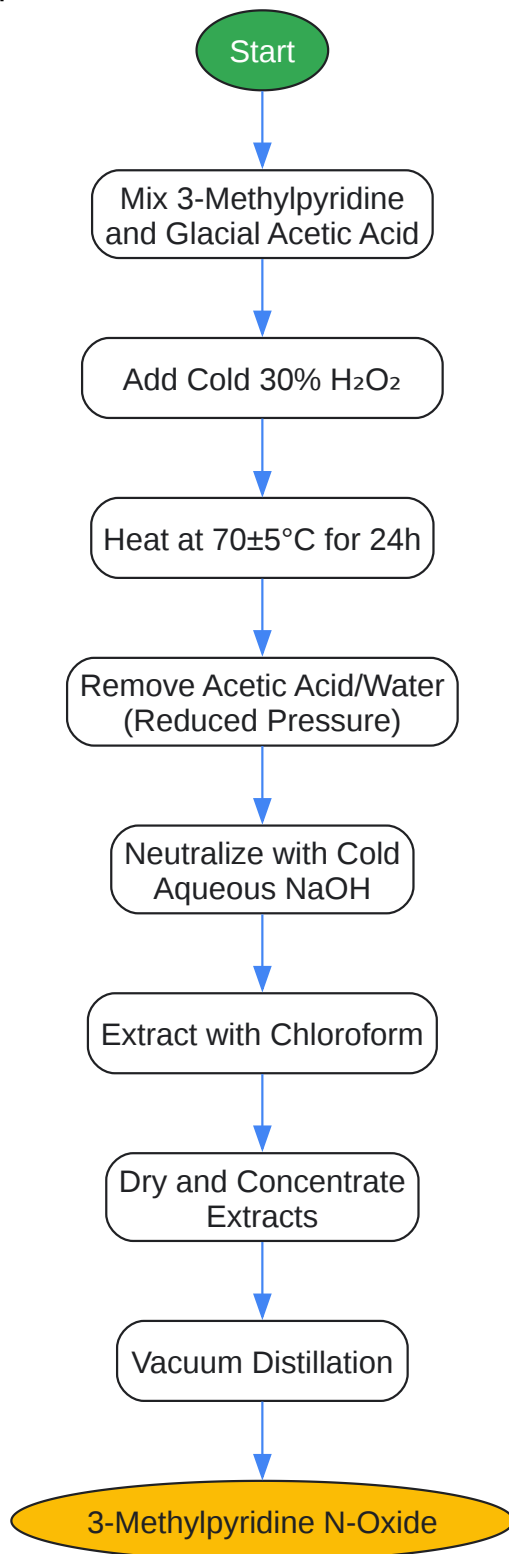 Start
Mix 3-Methylpyridine
and Glacial Acetic Acid
Add Cold 30% H₂O₂
Heat at 70±5°C for 24h
Remove Acetic Acid/Water
(Reduced Pressure)
Neutralize with Cold
Aqueous NaOH
Extract with Chloroform
Dry and Concentrate
Extracts
Vacuum Distillation
3-Methylpyridine N-Oxide